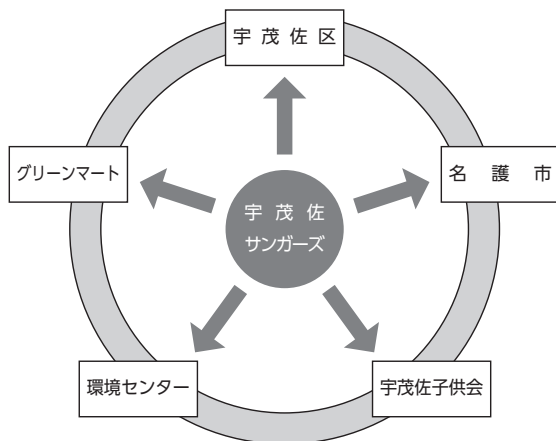 宇茂佐区
グリーンマート
名護市
宇茂佐
サンガーズ
環境センター
宇茂佐子供会